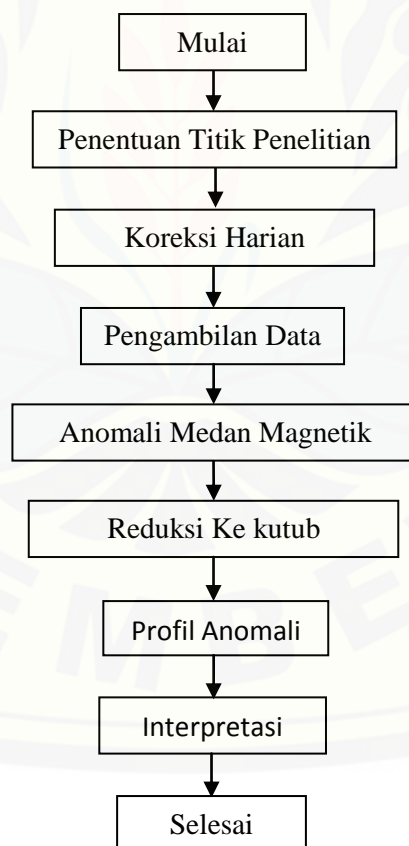 Mulai
Penentuan Titik Penelitian
Koreksi Harian
Pengambilan Data
Anomali Medan Magnetik
Reduksi Ke kutub
Profil Anomali
Interpretasi
Selesai